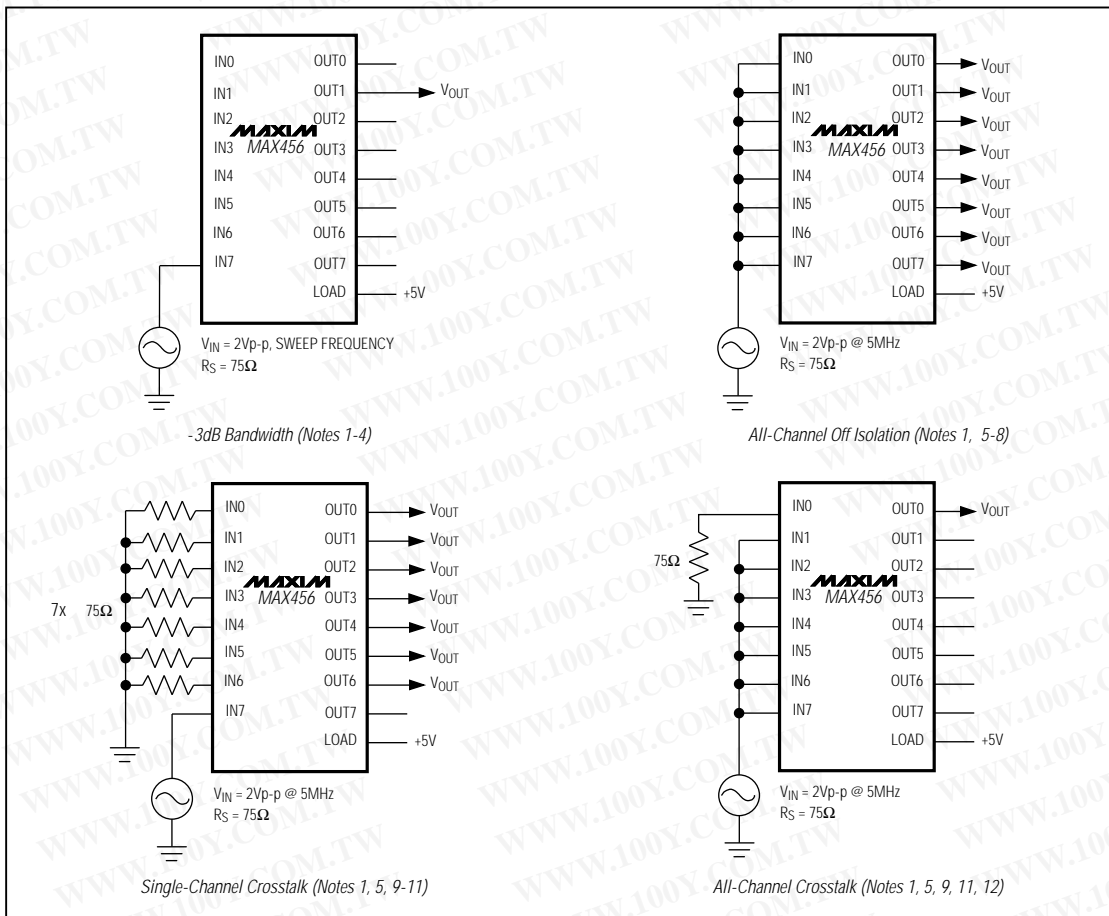 IN0 OUT0
IN1 OUT1 VOUT
IN2 OUT2
MAXIM
IN3 MAX456 OUT3
IN4 OUT4
IN5 OUT5
IN6 OUT6
IN7 OUT7
LOAD +5V
VIN = 2Vp-p, SWEEP FREQUENCY
RS = 75Ω
-3dB Bandwidth (Notes 1-4)
IN0 OUT0 VOUT
IN1 OUT1 VOUT
IN2 OUT2 VOUT
MAXIM
IN3 MAX456 OUT3 VOUT
IN4 OUT4 VOUT
IN5 OUT5 VOUT
IN6 OUT6 VOUT
IN7 OUT7 VOUT
LOAD +5V
VIN = 2Vp-p @ 5MHz
RS = 75Ω
All-Channel Off Isolation (Notes 1, 5-8)
IN0 OUT0 VOUT
IN1 OUT1 VOUT
IN2 OUT2 VOUT
MAXIM
IN3 MAX456 OUT3 VOUT
7x 75Ω
IN4 OUT4 VOUT
IN5 OUT5 VOUT
IN6 OUT6 VOUT
IN7 OUT7
LOAD +5V
VIN = 2Vp-p @ 5MHz
RS = 75Ω
Single-Channel Crosstalk (Notes 1, 5, 9-11)
IN0 OUT0 VOUT
IN1 OUT1
75Ω
IN2 OUT2
MAXIM
IN3 MAX456 OUT3
IN4 OUT4
IN5 OUT5
IN6 OUT6
IN7 OUT7
LOAD +5V
VIN = 2Vp-p @ 5MHz
RS = 75Ω
All-Channel Crosstalk (Notes 1, 5, 9, 11, 12)
WWW.100Y.COM.TW